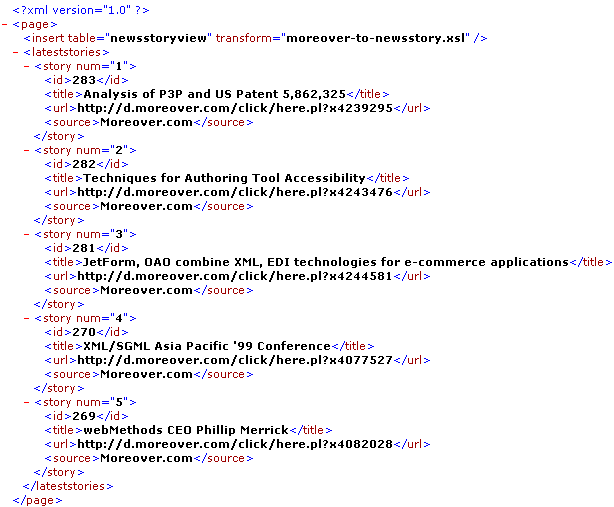 <?xml version="1.0" ?>
- <page>
<insert table="newsstoryview" transform="moreover-to-newsstory.xsl" />
- <lateststories>
- <story num="1">
<id>283</id>
<title>Analysis of P3P and US Patent 5,862,325</title>
<url>http://d.moreover.com/click/here.pl?x4239295</url>
<source>Moreover.com</source>
</story>
- <story num="2">
<id>282</id>
<title>Techniques for Authoring Tool Accessibility</title>
<url>http://d.moreover.com/click/here.pl?x4243476</url>
<source>Moreover.com</source>
</story>
- <story num="3">
<id>281</id>
<title>JetForm, OAO combine XML, EDI technologies for e-commerce applications</title>
<url>http://d.moreover.com/click/here.pl?x4244581</url>
<source>Moreover.com</source>
</story>
- <story num="4">
<id>270</id>
<title>XML/SGML Asia Pacific '99 Conference</title>
<url>http://d.moreover.com/click/here.pl?x4077527</url>
<source>Moreover.com</source>
</story>
- <story num="5">
<id>269</id>
<title>webMethods CEO Phillip Merrick</title>
<url>http://d.moreover.com/click/here.pl?x4082028</url>
<source>Moreover.com</source>
</story>
</lateststories>
</page>